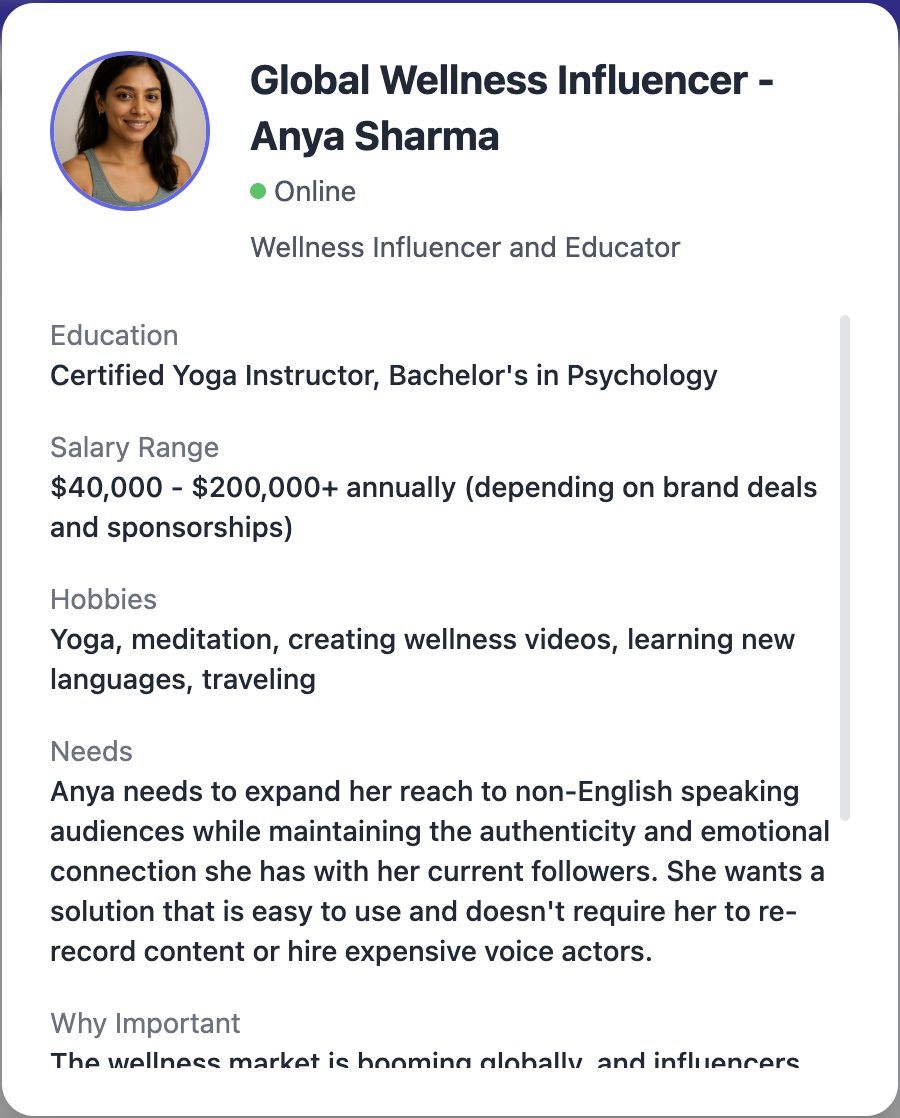 Global Wellness Influencer -
Anya Sharma
Online
Wellness Influencer and Educator
Education
Certified Yoga Instructor, Bachelor's in Psychology
Salary Range
$40,000 - $200,000+ annually (depending on brand deals
and sponsorships)
Hobbies
Yoga, meditation, creating wellness videos, learning new
languages, traveling
Needs
Anya needs to expand her reach to non-English speaking
audiences while maintaining the authenticity and emotional
connection she has with her current followers. She wants a
solution that is easy to use and doesn't require her to re-
record content or hire expensive voice actors.
Why Important
The wellness market is booming globally, and influencers